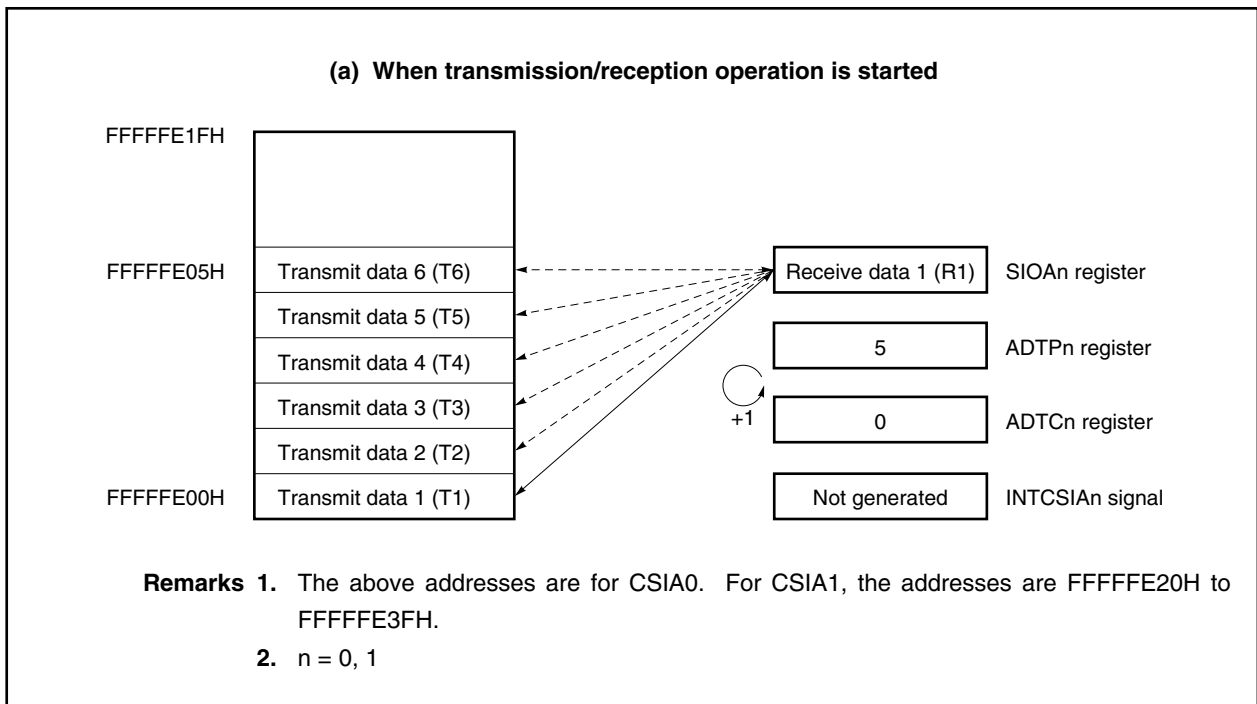 (a) When transmission/reception operation is started
FFFFFE1FH
FFFFFE05H
Transmit data 6 (T6)
Receive data 1 (R1)
SIOAn register
Transmit data 5 (T5)
5
ADTPn register
Transmit data 4 (T4)
Transmit data 3 (T3)
+1
0
ADTCn register
Transmit data 2 (T2)
FFFFFE00H
Transmit data 1 (T1)
Not generated
INTCSIAn signal
Remarks 1. The above addresses are for CSIA0. For CSIA1, the addresses are FFFFFE20H to
FFFFFE3FH.
2. n = 0, 1